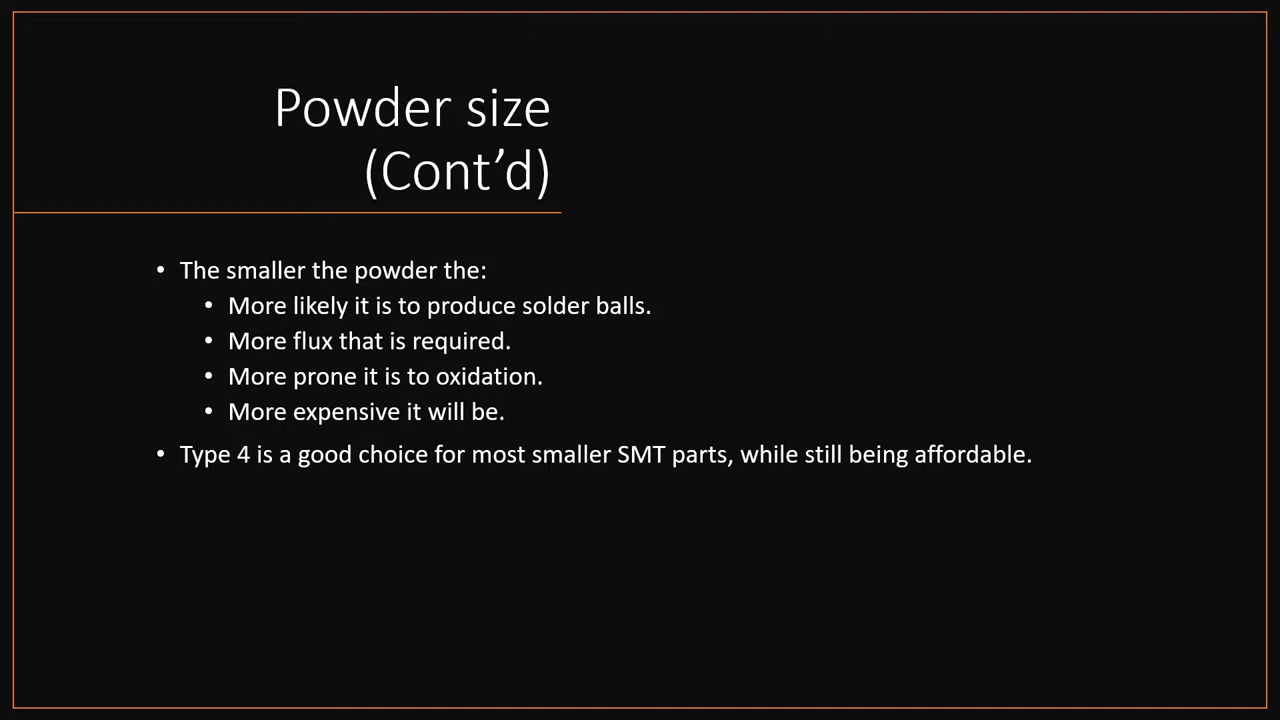 Powder size
(Cont’d)
• The smaller the powder the:
• More likely it is to produce solder balls.
• More flux that is required.
• More prone it is to oxidation.
• More expensive it will be.
• Type 4 is a good choice for most smaller SMT parts, while still being affordable.